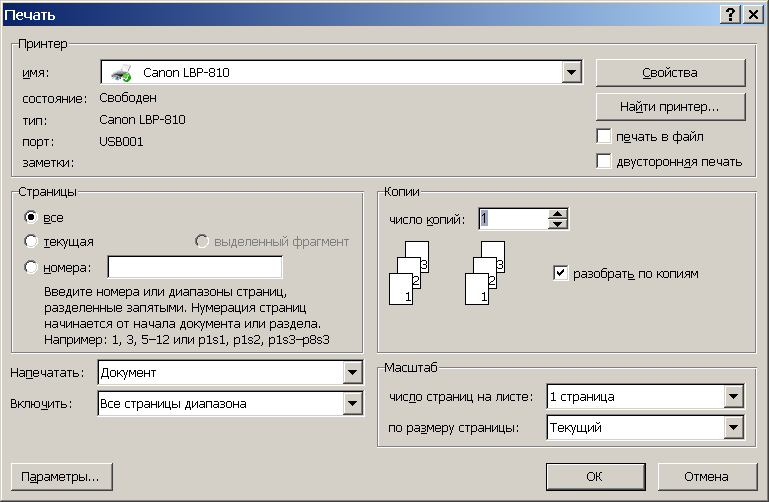 Печать
Принтер
имя: Canon LBP-810
Свойства
состояние: Свободен
Найти принтер...
тип: Canon LBP-810
порт: USB001
печать в файл
заметки:
двусторонняя печать
Страницы
все
текущая
выделенный фрагмент
номера:
Введите номера или диапазоны страниц,
разделенные запятыми. Нумерация страниц
начинается от начала документа или раздела.
Например: 1, 3, 5–12 или p1s1, p1s2, p1s3–p8s3
Копии
число копий: 1
3 3
2 2
1 1
разобрать по копиям
Напечатать: Документ
Включить: Все страницы диапазона
Масштаб
число страниц на листе: 1 страница
по размеру страницы: Текущий
Параметры...
ОК
Отмена